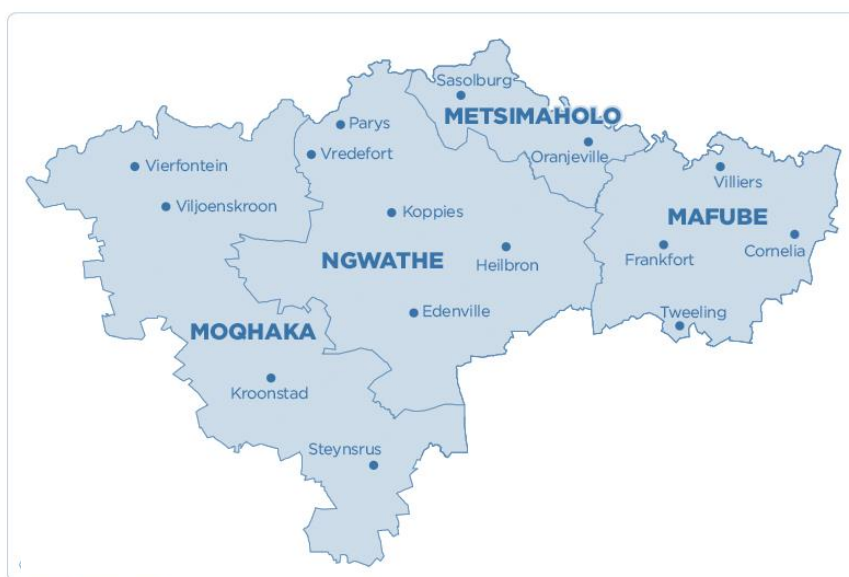 Sasolburg
METSIMAHOLO
Parys
Oranjeville
Vredefort
Vierfontein
Villiers
Viljoenskroon
Koppies
MAFUBE
Cornelia
NGWATHE
Heilbron
Frankfort
Edenville
Tweeling
MOQHAKA
Kroonstad
Steynsrus